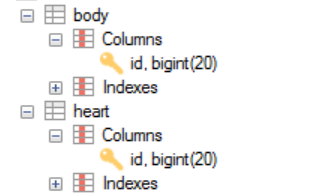 body
Columns
id, bigint(20)
Indexes
heart
Columns
id, bigint(20)
Indexes